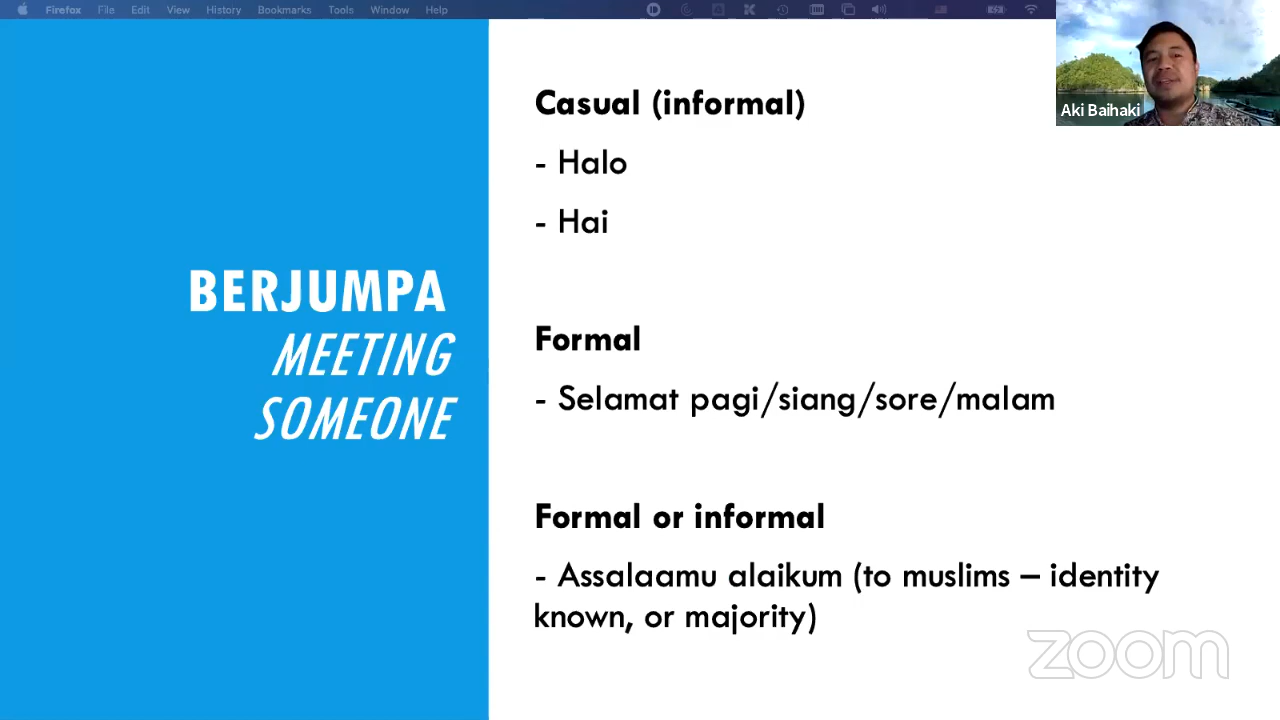 Firefox File Edit View History Bookmarks Tools Window Help
Aki Baihaki
BERJUMPA
MEETING
SOMEONE
Casual (informal)
- Halo
- Hai
Formal
- Selamat pagi/siang/sore/malam
Formal or informal
- Assalaamu alaikum (to muslims – identity
known, or majority)
zoom